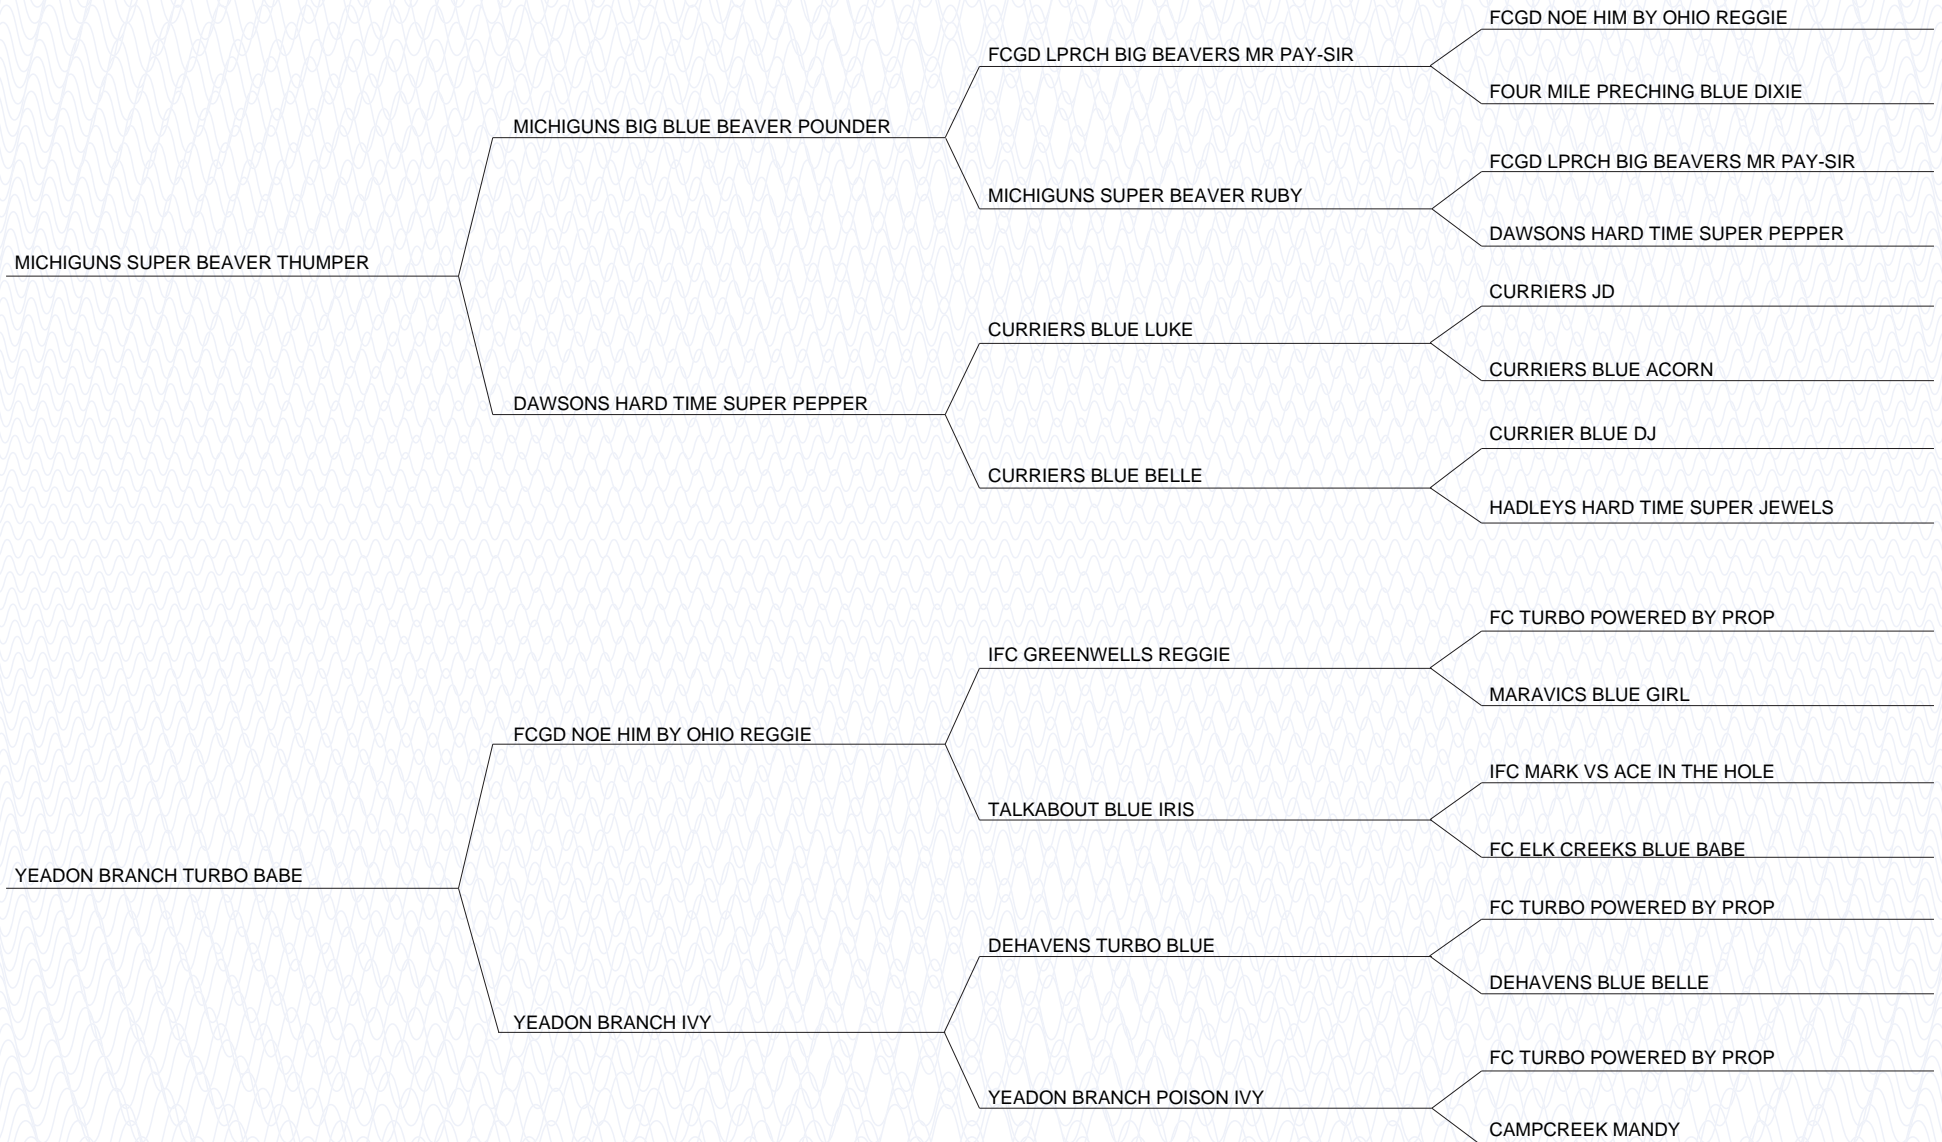 FCGD NOE HIM BY OHIO REGGIE
FCGD LPRCH BIG BEAVERS MR PAY-SIR
FOUR MILE PRECHING BLUE DIXIE
MICHIGUNS BIG BLUE BEAVER POUNDER
FCGD LPRCH BIG BEAVERS MR PAY-SIR
MICHIGUNS SUPER BEAVER RUBY
DAWSONS HARD TIME SUPER PEPPER
MICHIGUNS SUPER BEAVER THUMPER
CURRIERS JD
CURRIERS BLUE LUKE
CURRIERS BLUE ACORN
DAWSONS HARD TIME SUPER PEPPER
CURRIER BLUE DJ
CURRIERS BLUE BELLE
HADLEYS HARD TIME SUPER JEWELS
FC TURBO POWERED BY PROP
IFC GREENWELLS REGGIE
MARAVICS BLUE GIRL
FCGD NOE HIM BY OHIO REGGIE
IFC MARK VS ACE IN THE HOLE
TALKABOUT BLUE IRIS
FC ELK CREEKS BLUE BABE
YEADON BRANCH TURBO BABE
FC TURBO POWERED BY PROP
DEHAVENS TURBO BLUE
DEHAVENS BLUE BELLE
YEADON BRANCH IVY
FC TURBO POWERED BY PROP
YEADON BRANCH POISON IVY
CAMPCREEK MANDY